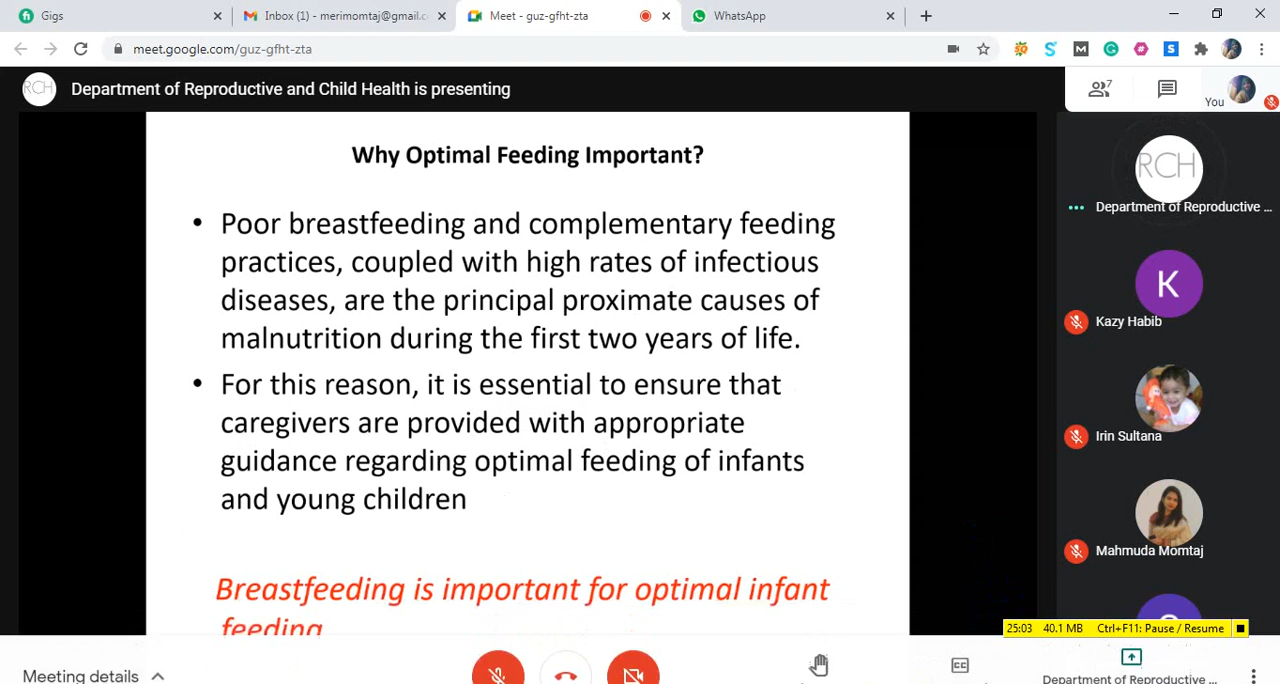 Gigs
Inbox (1) - merimomtaj@gmail.c
Meet - guz-gfht-zta
WhatsApp
meet.google.com/guz-gfht-zta
RCH
Department of Reproductive and Child Health is presenting
7
You
Why Optimal Feeding Important?
• Poor breastfeeding and complementary feeding
practices, coupled with high rates of infectious
diseases, are the principal proximate causes of
malnutrition during the first two years of life.
• For this reason, it is essential to ensure that
caregivers are provided with appropriate
guidance regarding optimal feeding of infants
and young children
Breastfeeding is important for optimal infant
feeding
RCH
Department of Reproductive ...
K
Kazy Habib
Irin Sultana
Mahmuda Momtaj
25:03 40.1 MB Ctrl+F11: Pause / Resume
Meeting details
CC
Department of Reproductive ...